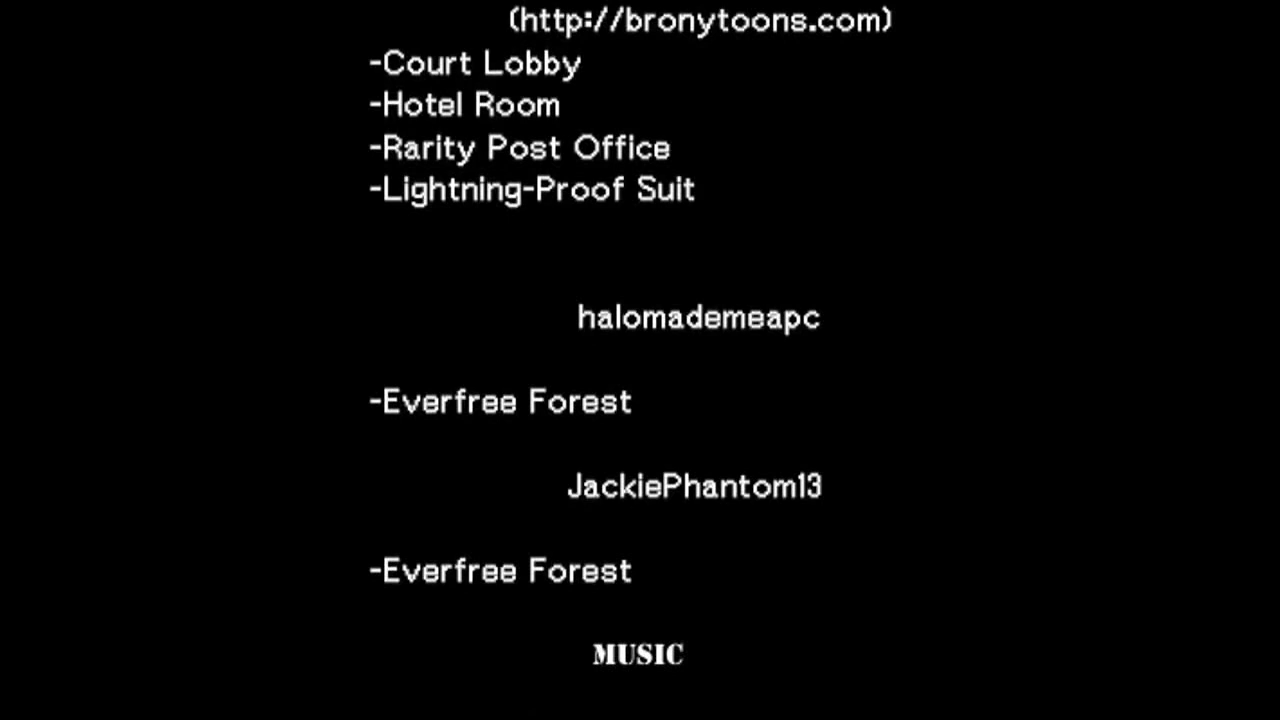 (http://bronytoons.com)
-Court Lobby
-Hotel Room
-Rarity Post Office
-Lightning-Proof Suit
halomademeapc
-Everfree Forest
JackiePhantom13
-Everfree Forest
MUSIC